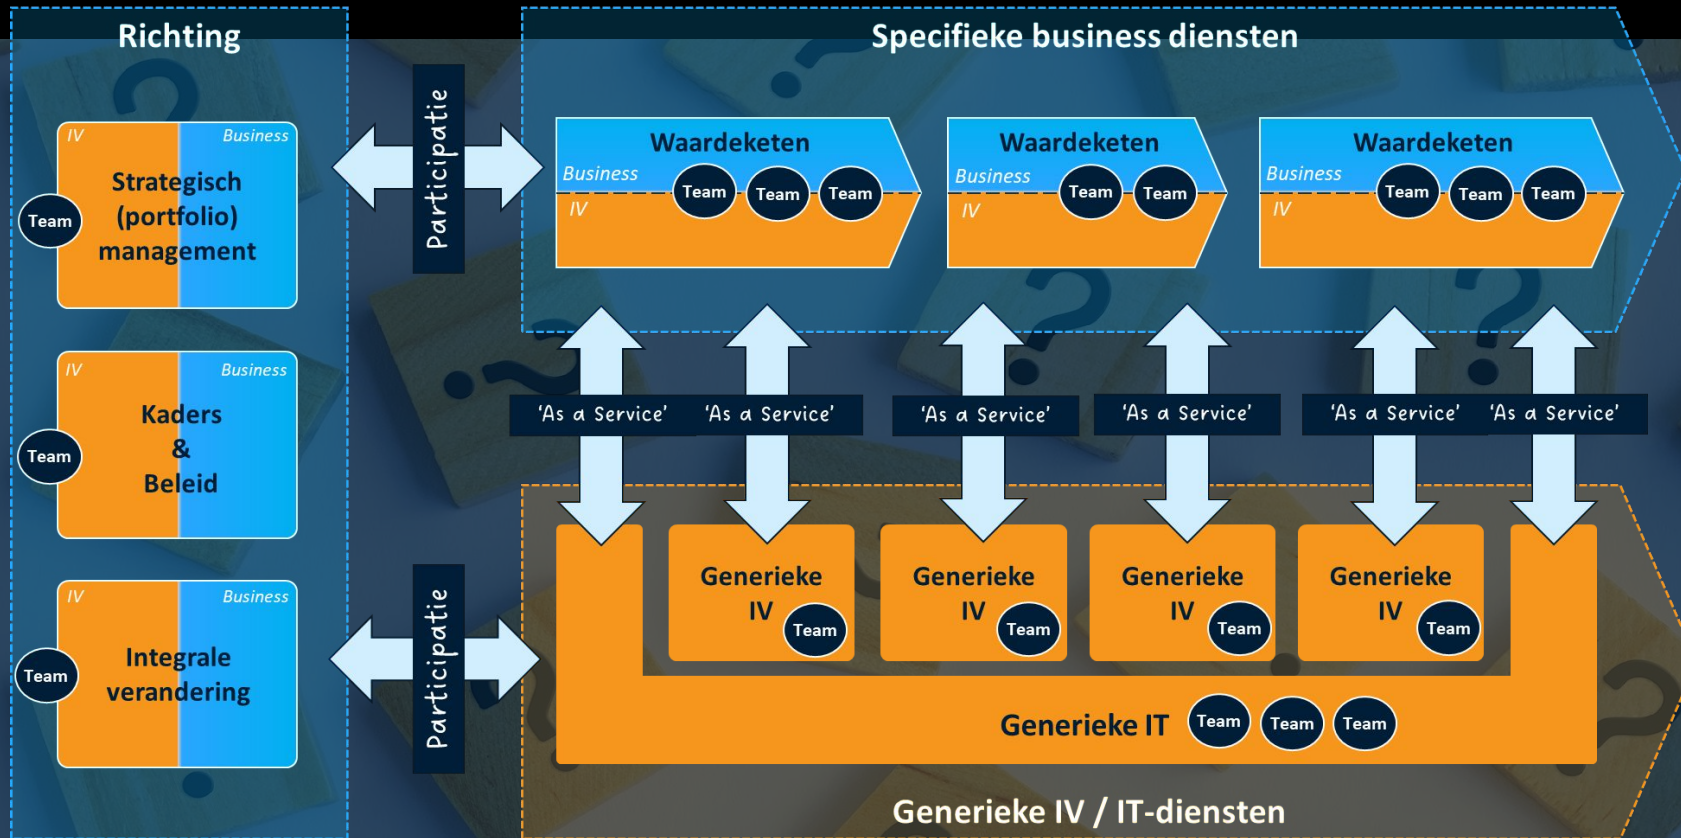 Richting
IV Business
Strategisch
(portfolio)
management
Team
IV Business
Kaders
&
Beleid
Team
IV Business
Integrale
verandering
Team
Participatie
Participatie
Specifieke business diensten
Waardeketen
Business
Team Team Team
IV
Waardeketen
Business
Team Team
IV
Waardeketen
Business
Team Team Team
IV
'As a Service' 'As a Service' 'As a Service' 'As a Service' 'As a Service' 'As a Service'
Generieke
IV
Team
Generieke
IV
Team
Generieke
IV
Team
Generieke
IV
Team
Generieke IT Team Team Team
Generieke IV / IT-diensten